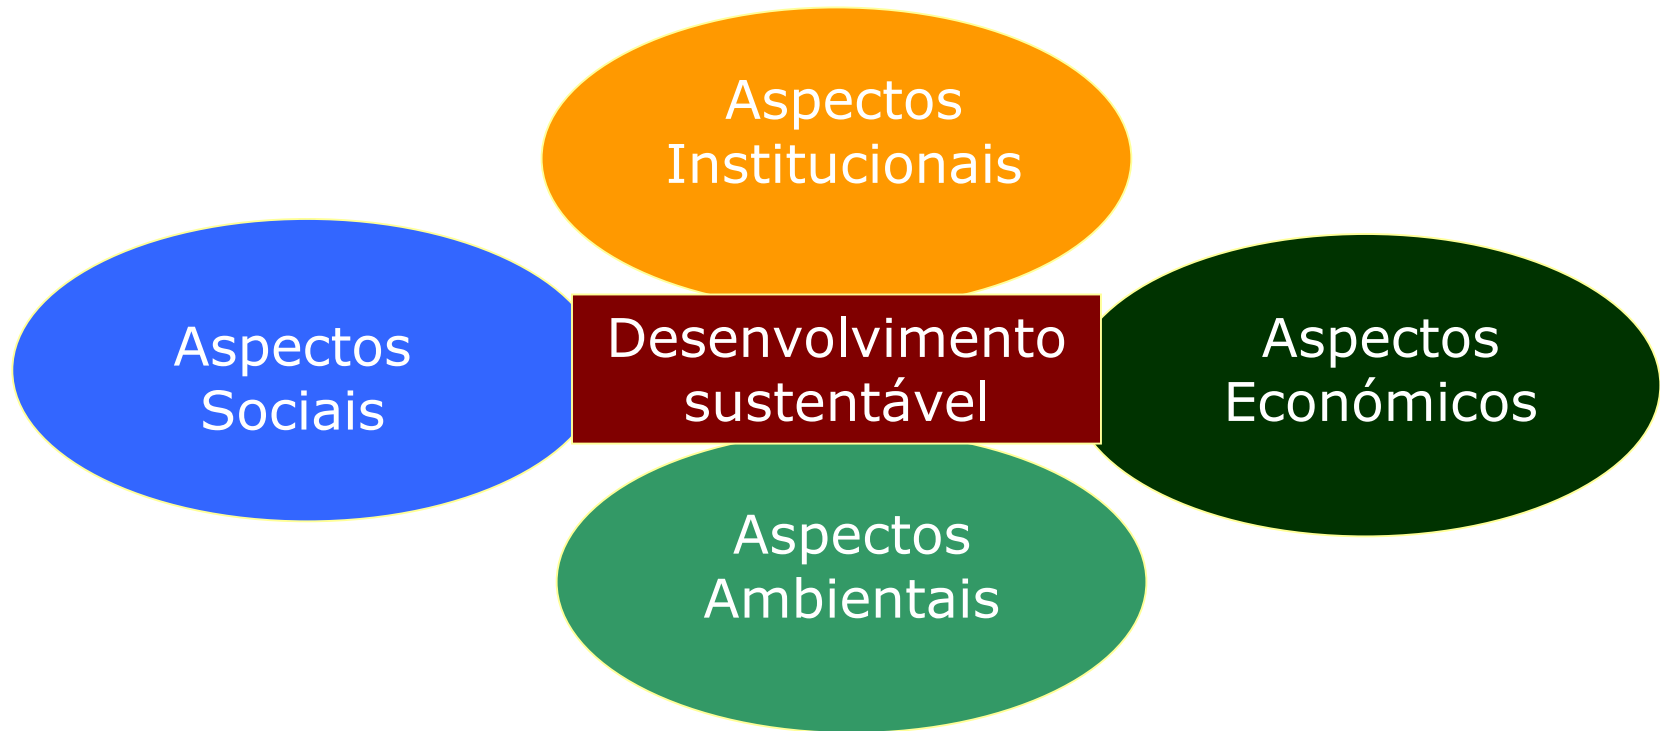 Aspectos
Institucionais
Aspectos
Sociais
Desenvolvimento
sustentável
Aspectos
Económicos
Aspectos
Ambientais